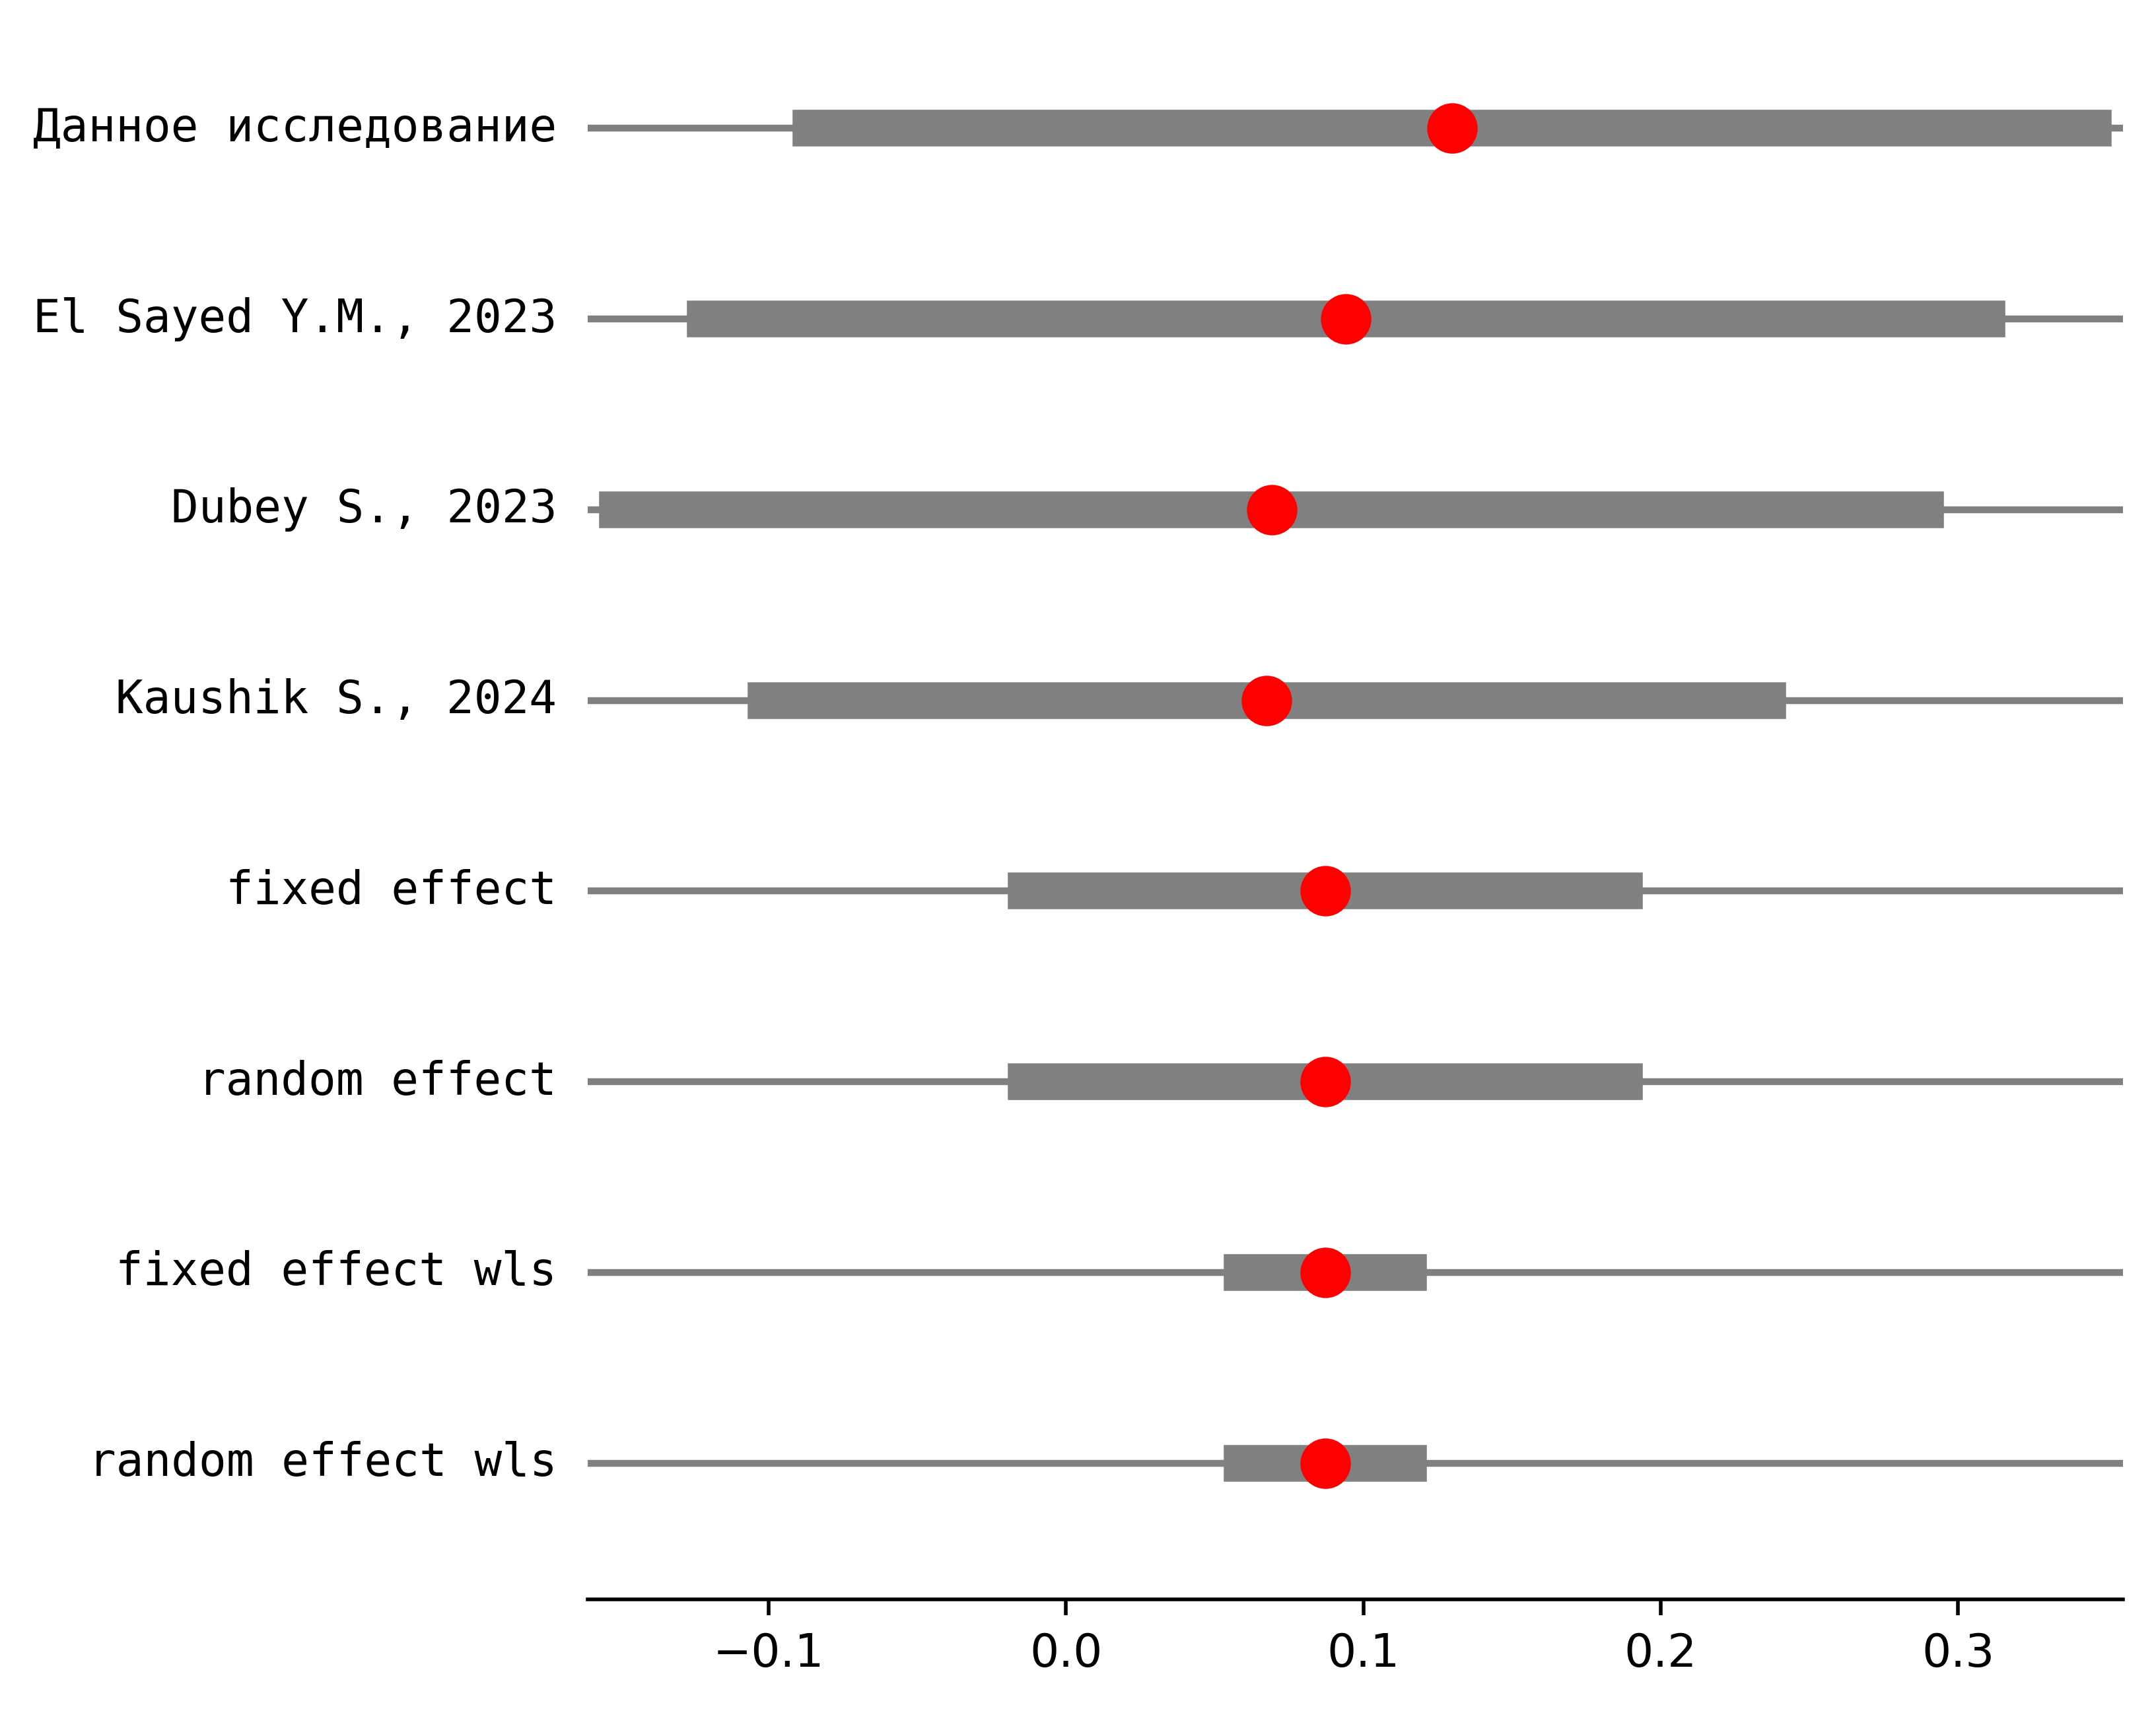 Данное исследование
El Sayed Y.M., 2023
Dubey S., 2023
Kaushik S., 2024
fixed effect
random effect
fixed effect wls
random effect wls
−0.1 0.0 0.1 0.2 0.3